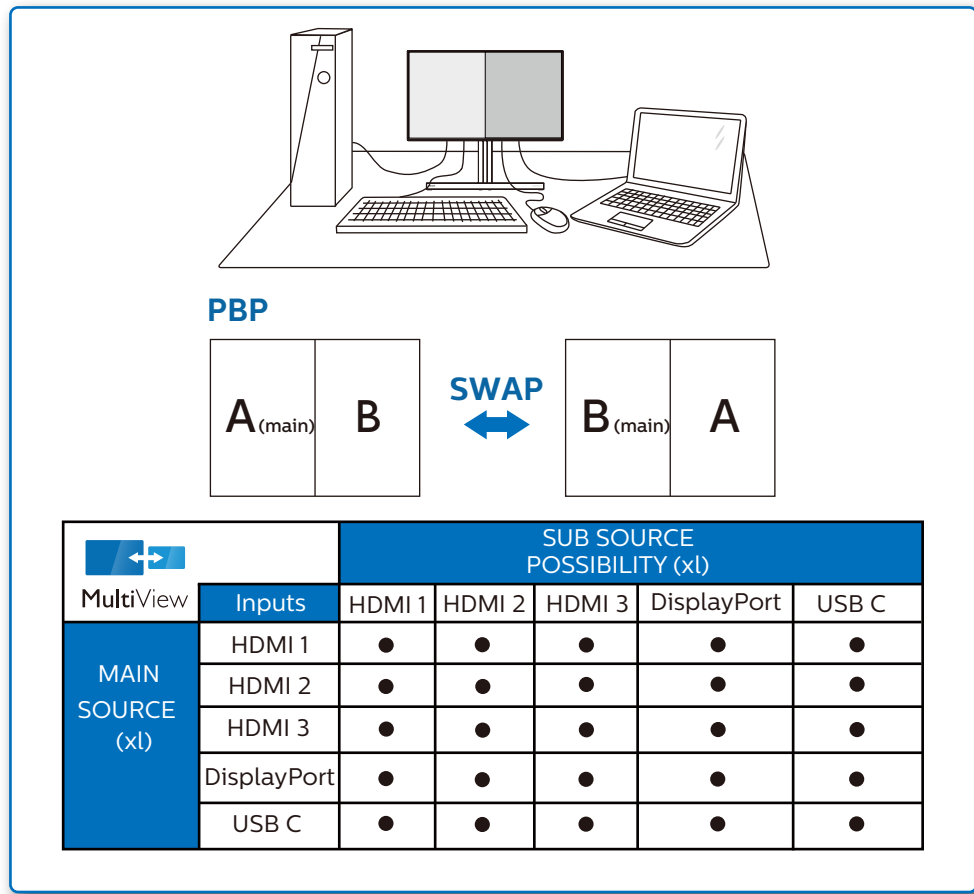 PBP
A (main) B
SWAP
B (main) A
MultiView
SUB SOURCE
POSSIBILITY (xl)
Inputs HDMI 1 HDMI 2 HDMI 3 DisplayPort USB C
MAIN
SOURCE
(xl)
HDMI 1 ● ● ● ● ●
HDMI 2 ● ● ● ● ●
HDMI 3 ● ● ● ● ●
DisplayPort ● ● ● ● ●
USB C ● ● ● ● ●